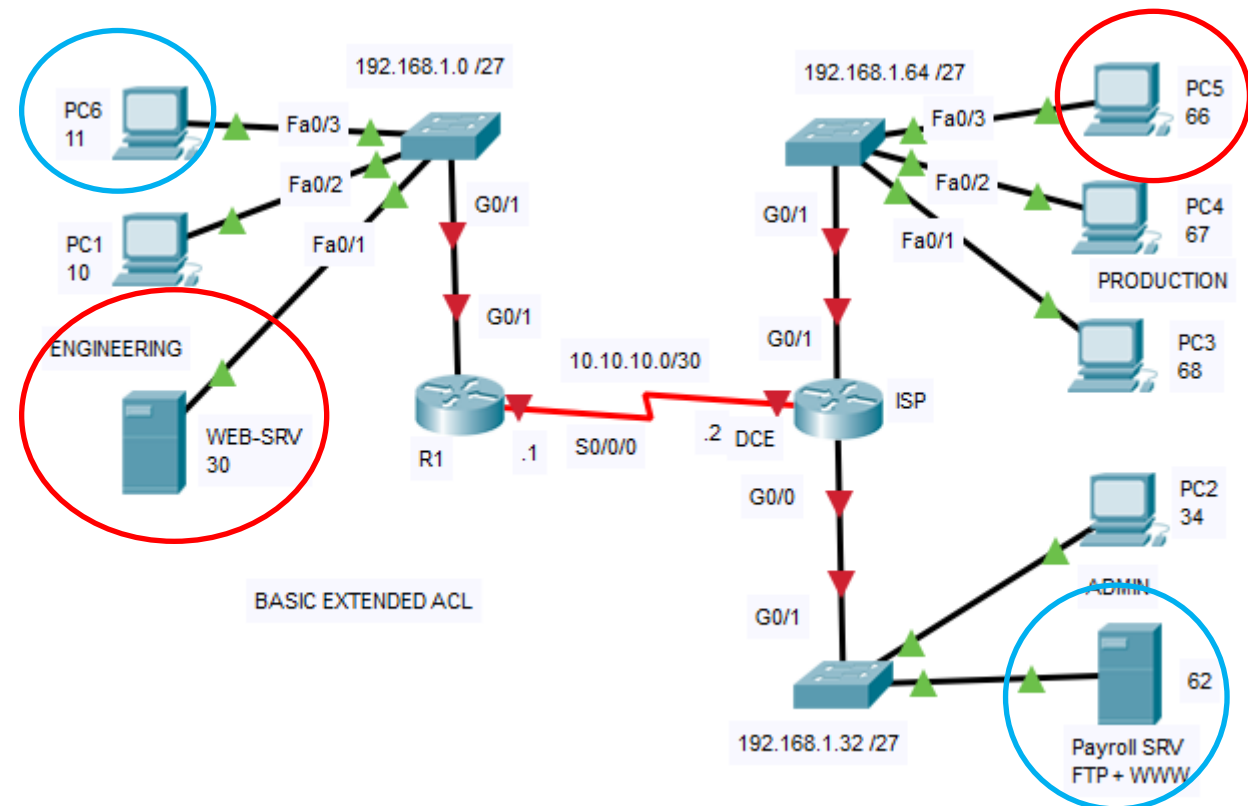 192.168.1.0 /27
PC6
11
Fa0/3
Fa0/2
PC1
10
Fa0/1
G0/1
G0/1
ENGINEERING
WEB-SRV
30
R1
.1
S0/0/0
10.10.10.0/30
.2
DCE
ISP
192.168.1.64 /27
Fa0/3
PC5
66
Fa0/2
PC4
67
Fa0/1
PRODUCTION
PC3
68
G0/1
G0/1
G0/0
G0/1
PC2
34
ADMIN
62
Payroll SRV
FTP + WWW
192.168.1.32 /27
BASIC EXTENDED ACL